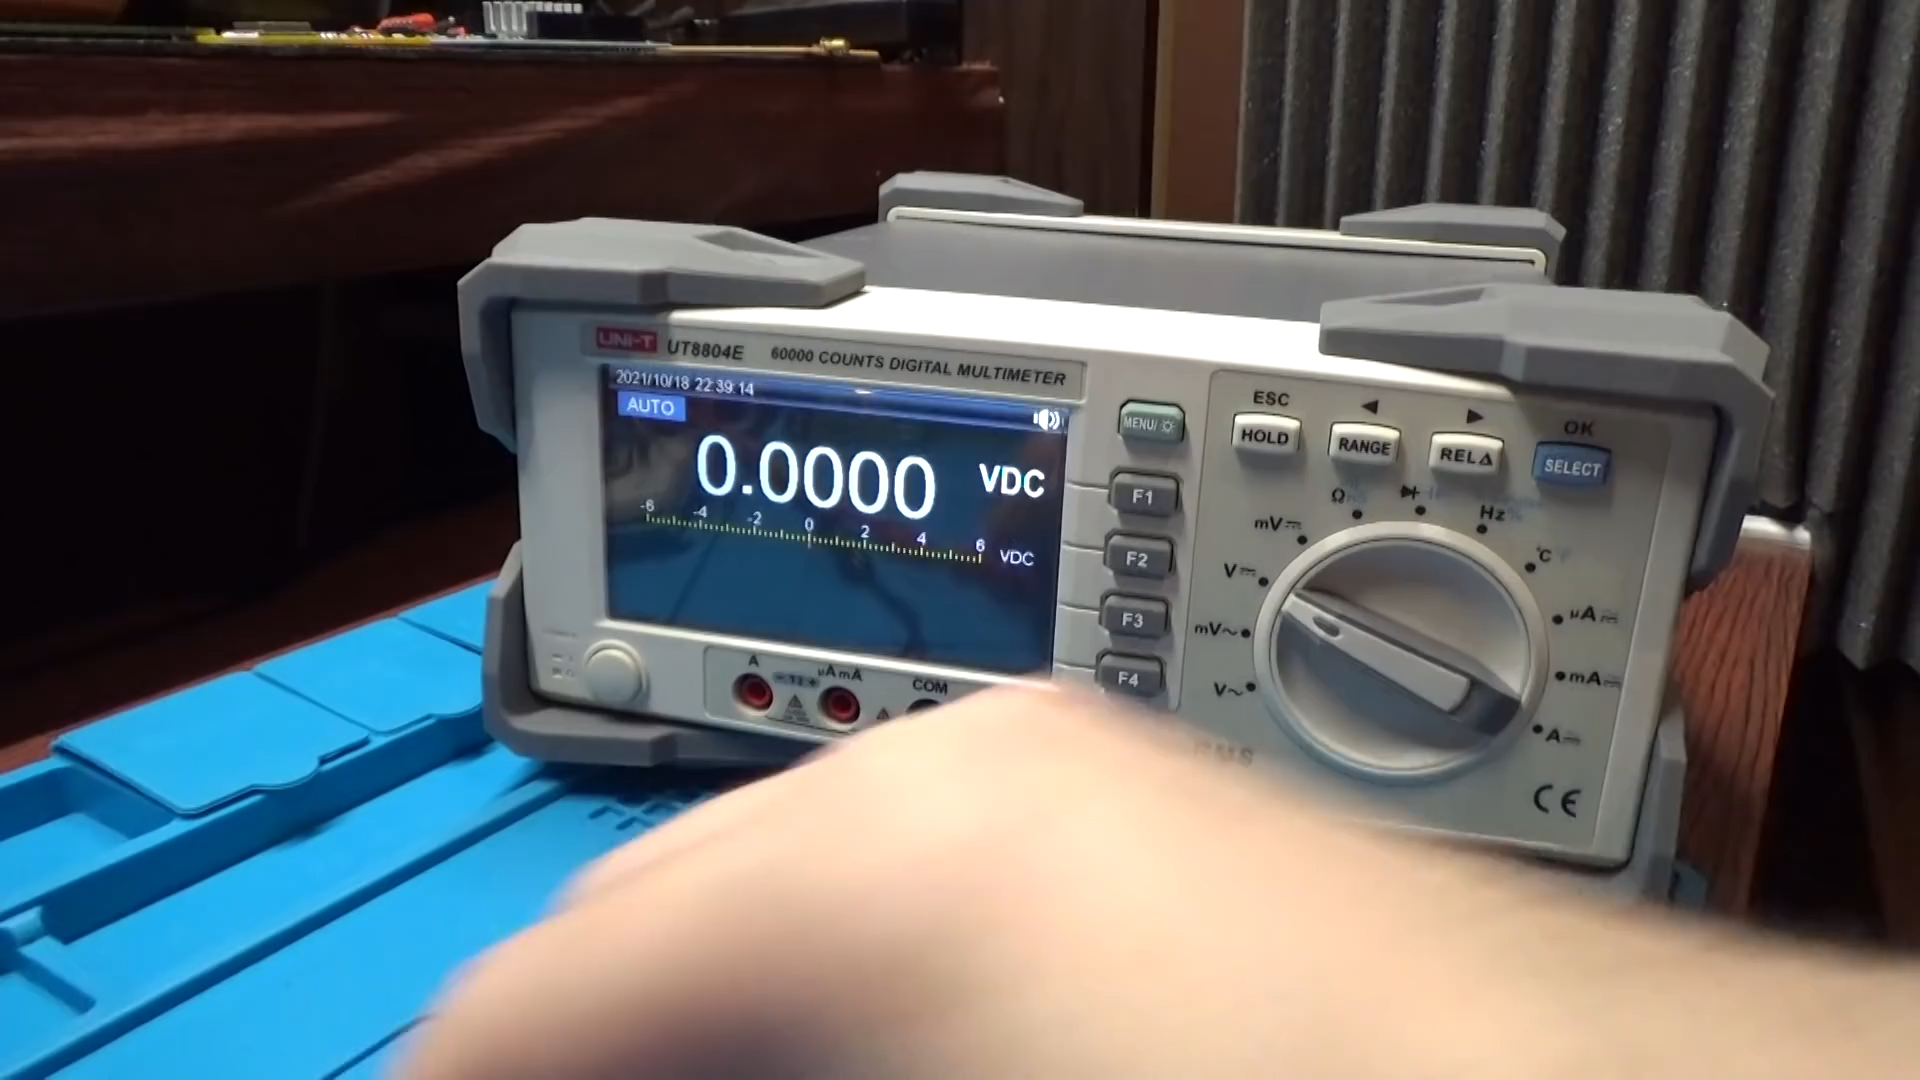 UNI-T UT8804E 60000 COUNTS DIGITAL MULTIMETER
2021/10/18 22:39:14
AUTO
0.0000 VDC
-6 -4 -2 0 2 4 6 VDC
MENU/
F1
F2
F3
F4
A μAmA COM
ESC OK
HOLD RANGE REL∆ SELECT
Ω
Hz
mV
°C
V
μA
mV~
mA
V~
A
CE